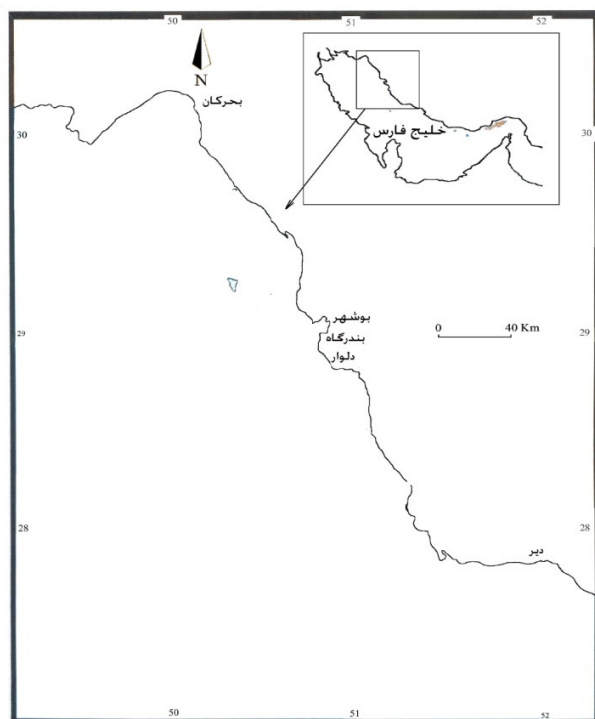 50 51 52
N
بحرکان
30 30
خلیج فارس
29 29
بوشهر
بندرگاه
دلوار
0 40 Km
28 28
دیر
50 51 52